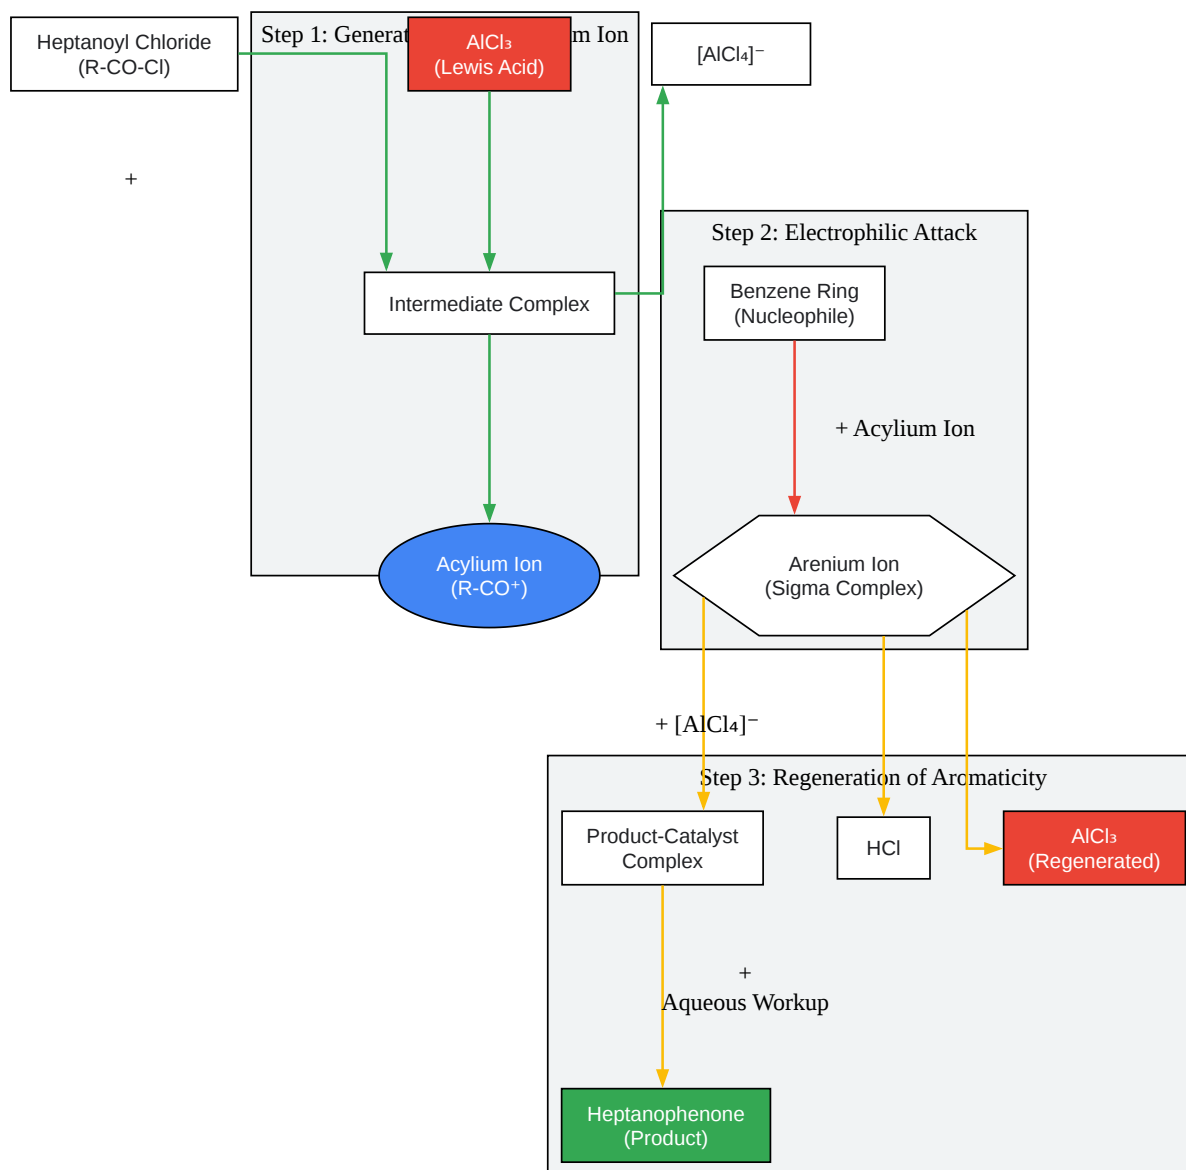 Heptanoyl Chloride
(R-CO-Cl)
+
Step 1: Generat
m Ion
AlCl₃
(Lewis Acid)
[AlCl₄]⁻
Intermediate Complex
Acylium Ion
(R-CO⁺)
Step 2: Electrophilic Attack
Benzene Ring
(Nucleophile)
+ Acylium Ion
Arenium Ion
(Sigma Complex)
+ [AlCl₄]⁻
Step 3: Regeneration of Aromaticity
Product-Catalyst
Complex
HCl
AlCl₃
(Regenerated)
+
Aqueous Workup
Heptanophenone
(Product)